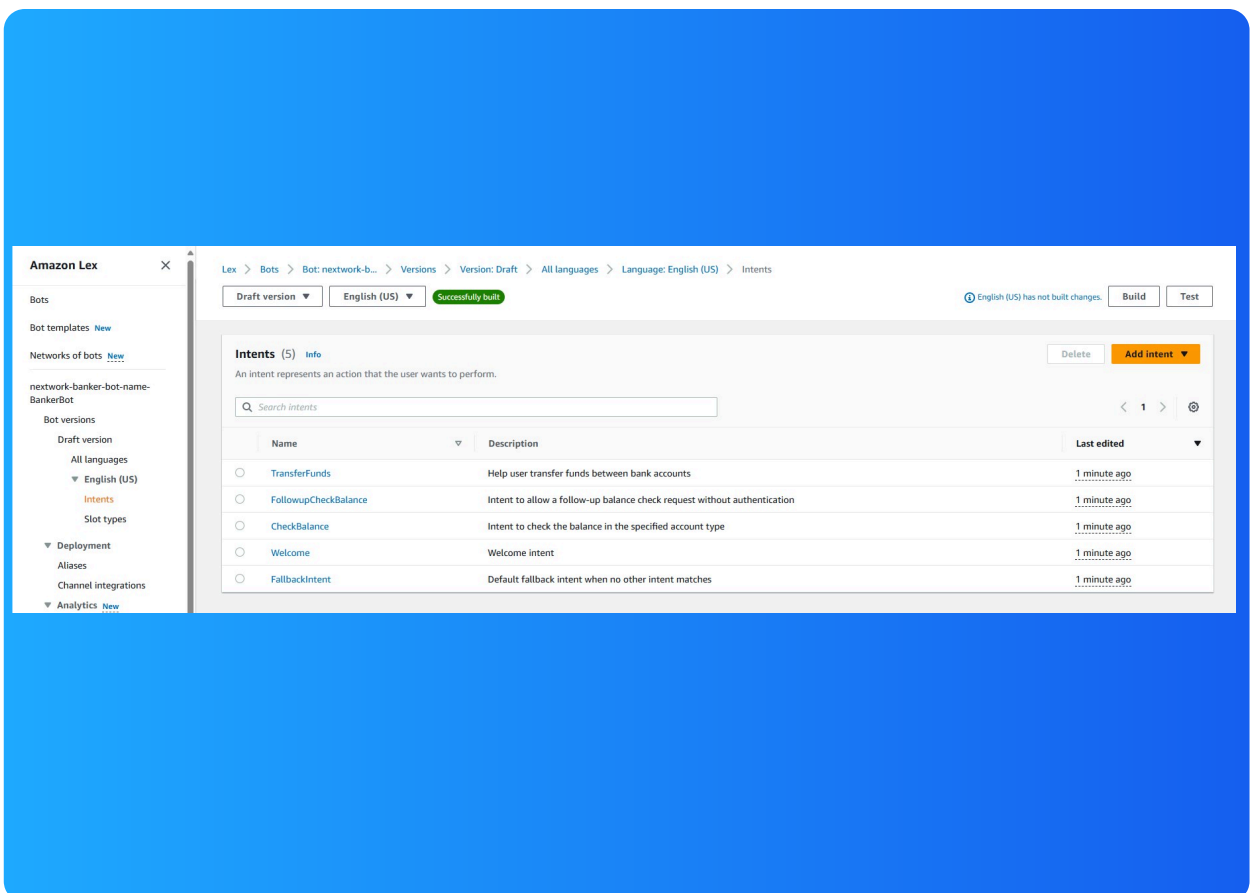 Amazon Lex
Bots
Bot templates New
Networks of bots New
nextwork-banker-bot-name-
BankerBot
Bot versions
Draft version
All languages
English (US)
Intents
Slot types
Deployment
Aliases
Channel integrations
Analytics New
Lex > Bots > Bot: nextwork-b... > Versions > Version: Draft > All languages > Language: English (US) > Intents
Draft version English (US) Successfully built English (US) has not built changes. Build Test
Intents (5) Info Delete Add intent
An intent represents an action that the user wants to perform.
Search intents < 1 >
Name Description Last edited
TransferFunds Help user transfer funds between bank accounts 1 minute ago
FollowupCheckBalance Intent to allow a follow-up balance check request without authentication 1 minute ago
CheckBalance Intent to check the balance in the specified account type 1 minute ago
Welcome Welcome intent 1 minute ago
FallbackIntent Default fallback intent when no other intent matches 1 minute ago